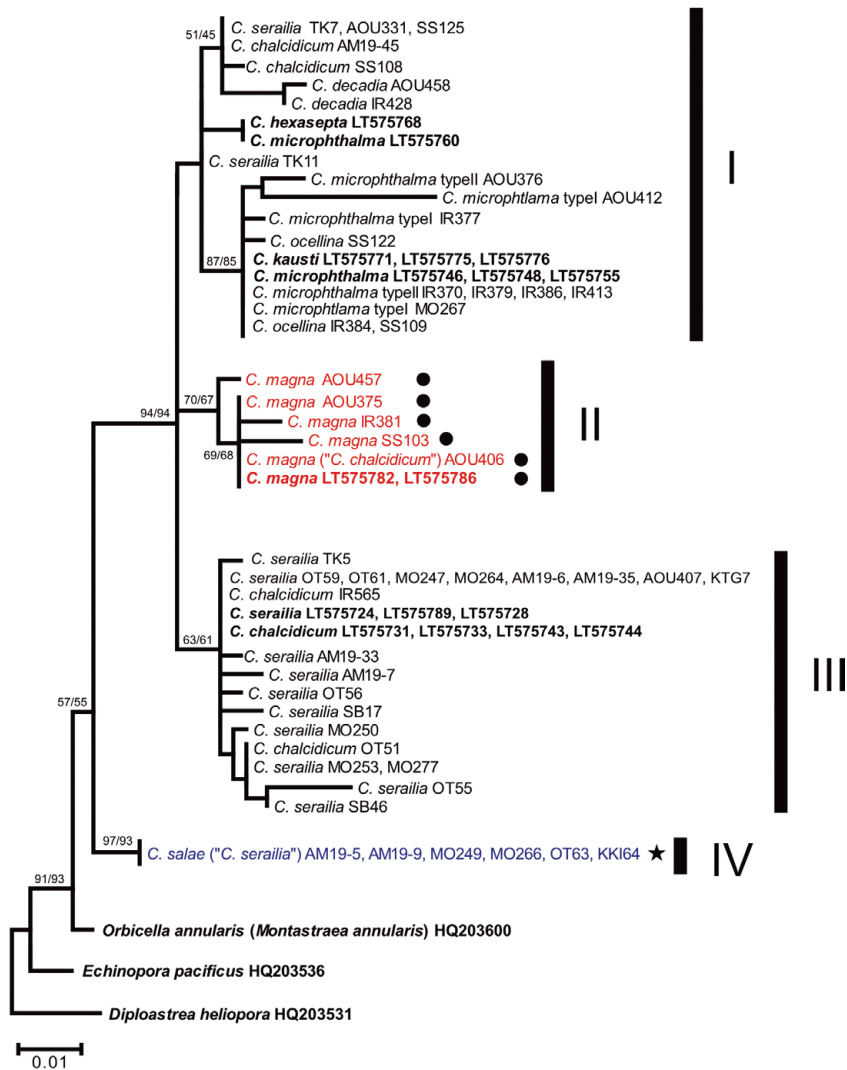 51/45
C. serailia TK7, AOU331, SS125
C. chalcidicum AM19-45
C. chalcidicum SS108
C. decadia AOU458
C. decadia IR428
C. hexasepta LT575768
C. microphthalma LT575760
C. serailia TK11
I
C. microphthalma typeII AOU376
C. microphtlama typeI AOU412
C. microphthalma typeI IR377
C. ocellina SS122
87/85
C. kausti LT575771, LT575775, LT575776
C. microphthalma LT575746, LT575748, LT575755
C. microphthalma typeII IR370, IR379, IR386, IR413
C. microphtlama typeI MO267
C. ocellina IR384, SS109
94/94
70/67
C. magna AOU457
C. magna AOU375
C. magna IR381
II
C. magna SS103
69/68
C. magna ("C. chalcidicum") AOU406
C. magna LT575782, LT575786
C. serailia TK5
C. serailia OT59, OT61, MO247, MO264, AM19-6, AM19-35, AOU407, KTG7
C. chalcidicum IR565
C. serailia LT575724, LT575789, LT575728
C. chalcidicum LT575731, LT575733, LT575743, LT575744
63/61
C. serailia AM19-33
C. serailia AM19-7
III
C. serailia OT56
C. serailia SB17
57/55
C. serailia MO250
C. chalcidicum OT51
C. serailia MO253, MO277
C. serailia OT55
C. serailia SB46
97/93
C. salae ("C. serailia") AM19-5, AM19-9, MO249, MO266, OT63, KKI64
IV
91/93
Orbicella annularis (Montastraea annularis) HQ203600
Echinopora pacificus HQ203536
Diploastrea heliopora HQ203531
0.01